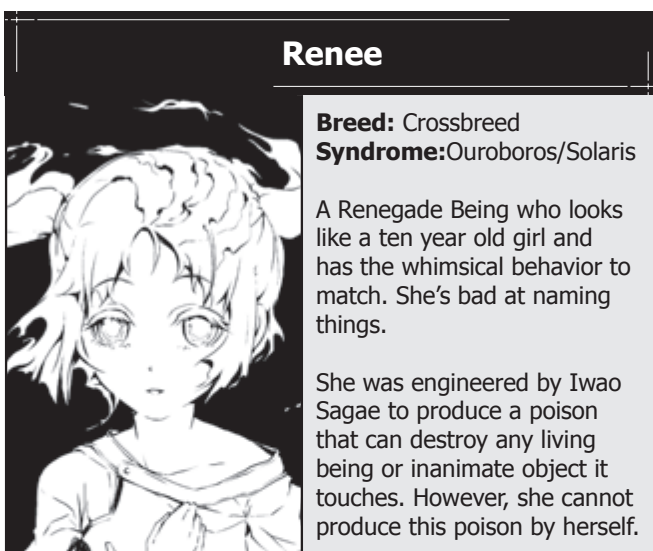 Renee
Breed: Crossbreed
Syndrome:Ouroboros/Solaris
A Renegade Being who looks
like a ten year old girl and
has the whimsical behavior to
match. She's bad at naming
things.
She was engineered by Iwao
Sagae to produce a poison
that can destroy any living
being or inanimate object it
touches. However, she cannot
produce this poison by herself.